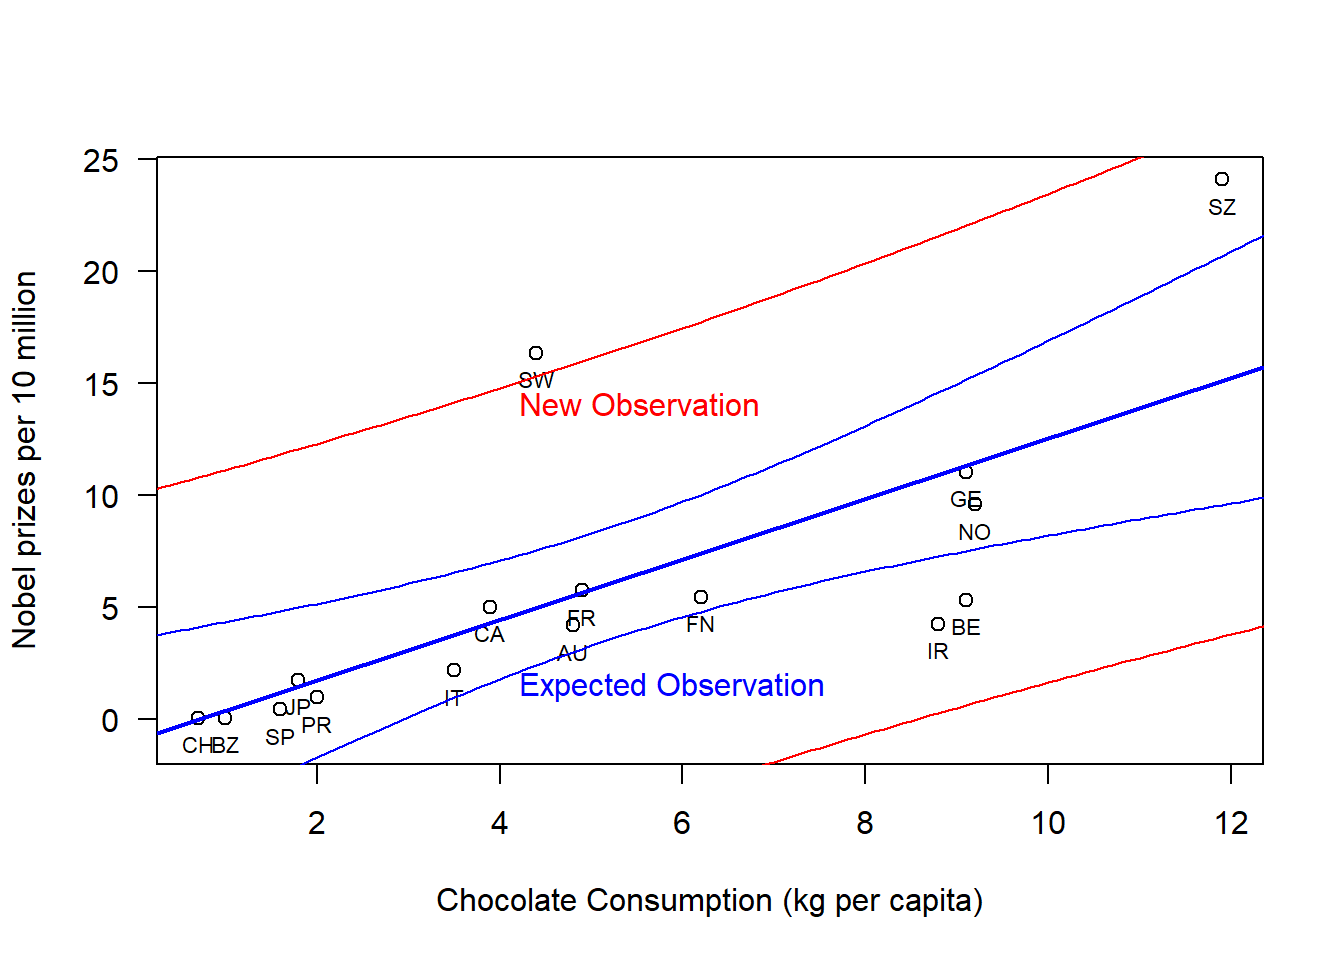 Nobel prizes per 10 million
25
20
15
10
5
0
SZ
SW
New Observation
GE
NO
CA
FR
AU
FN
BE
IR
IT
Expected Observation
JP
PR
SP
CH
BZ
2 4 6 8 10 12
Chocolate Consumption (kg per capita)